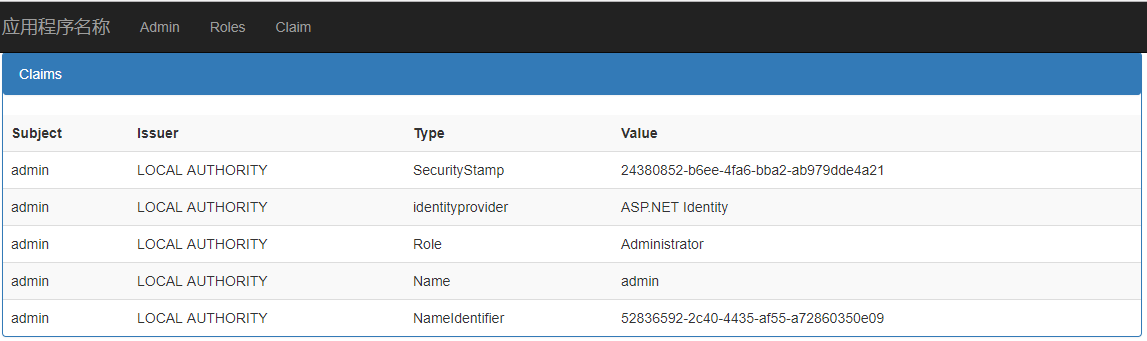 应用程序名称 Admin Roles Claim
Claims
Subject Issuer Type Value
admin LOCAL AUTHORITY SecurityStamp 24380852-b6ee-4fa6-bba2-ab979dde4a21
admin LOCAL AUTHORITY identityprovider ASP.NET Identity
admin LOCAL AUTHORITY Role Administrator
admin LOCAL AUTHORITY Name admin
admin LOCAL AUTHORITY NameIdentifier 52836592-2c40-4435-af55-a72860350e09